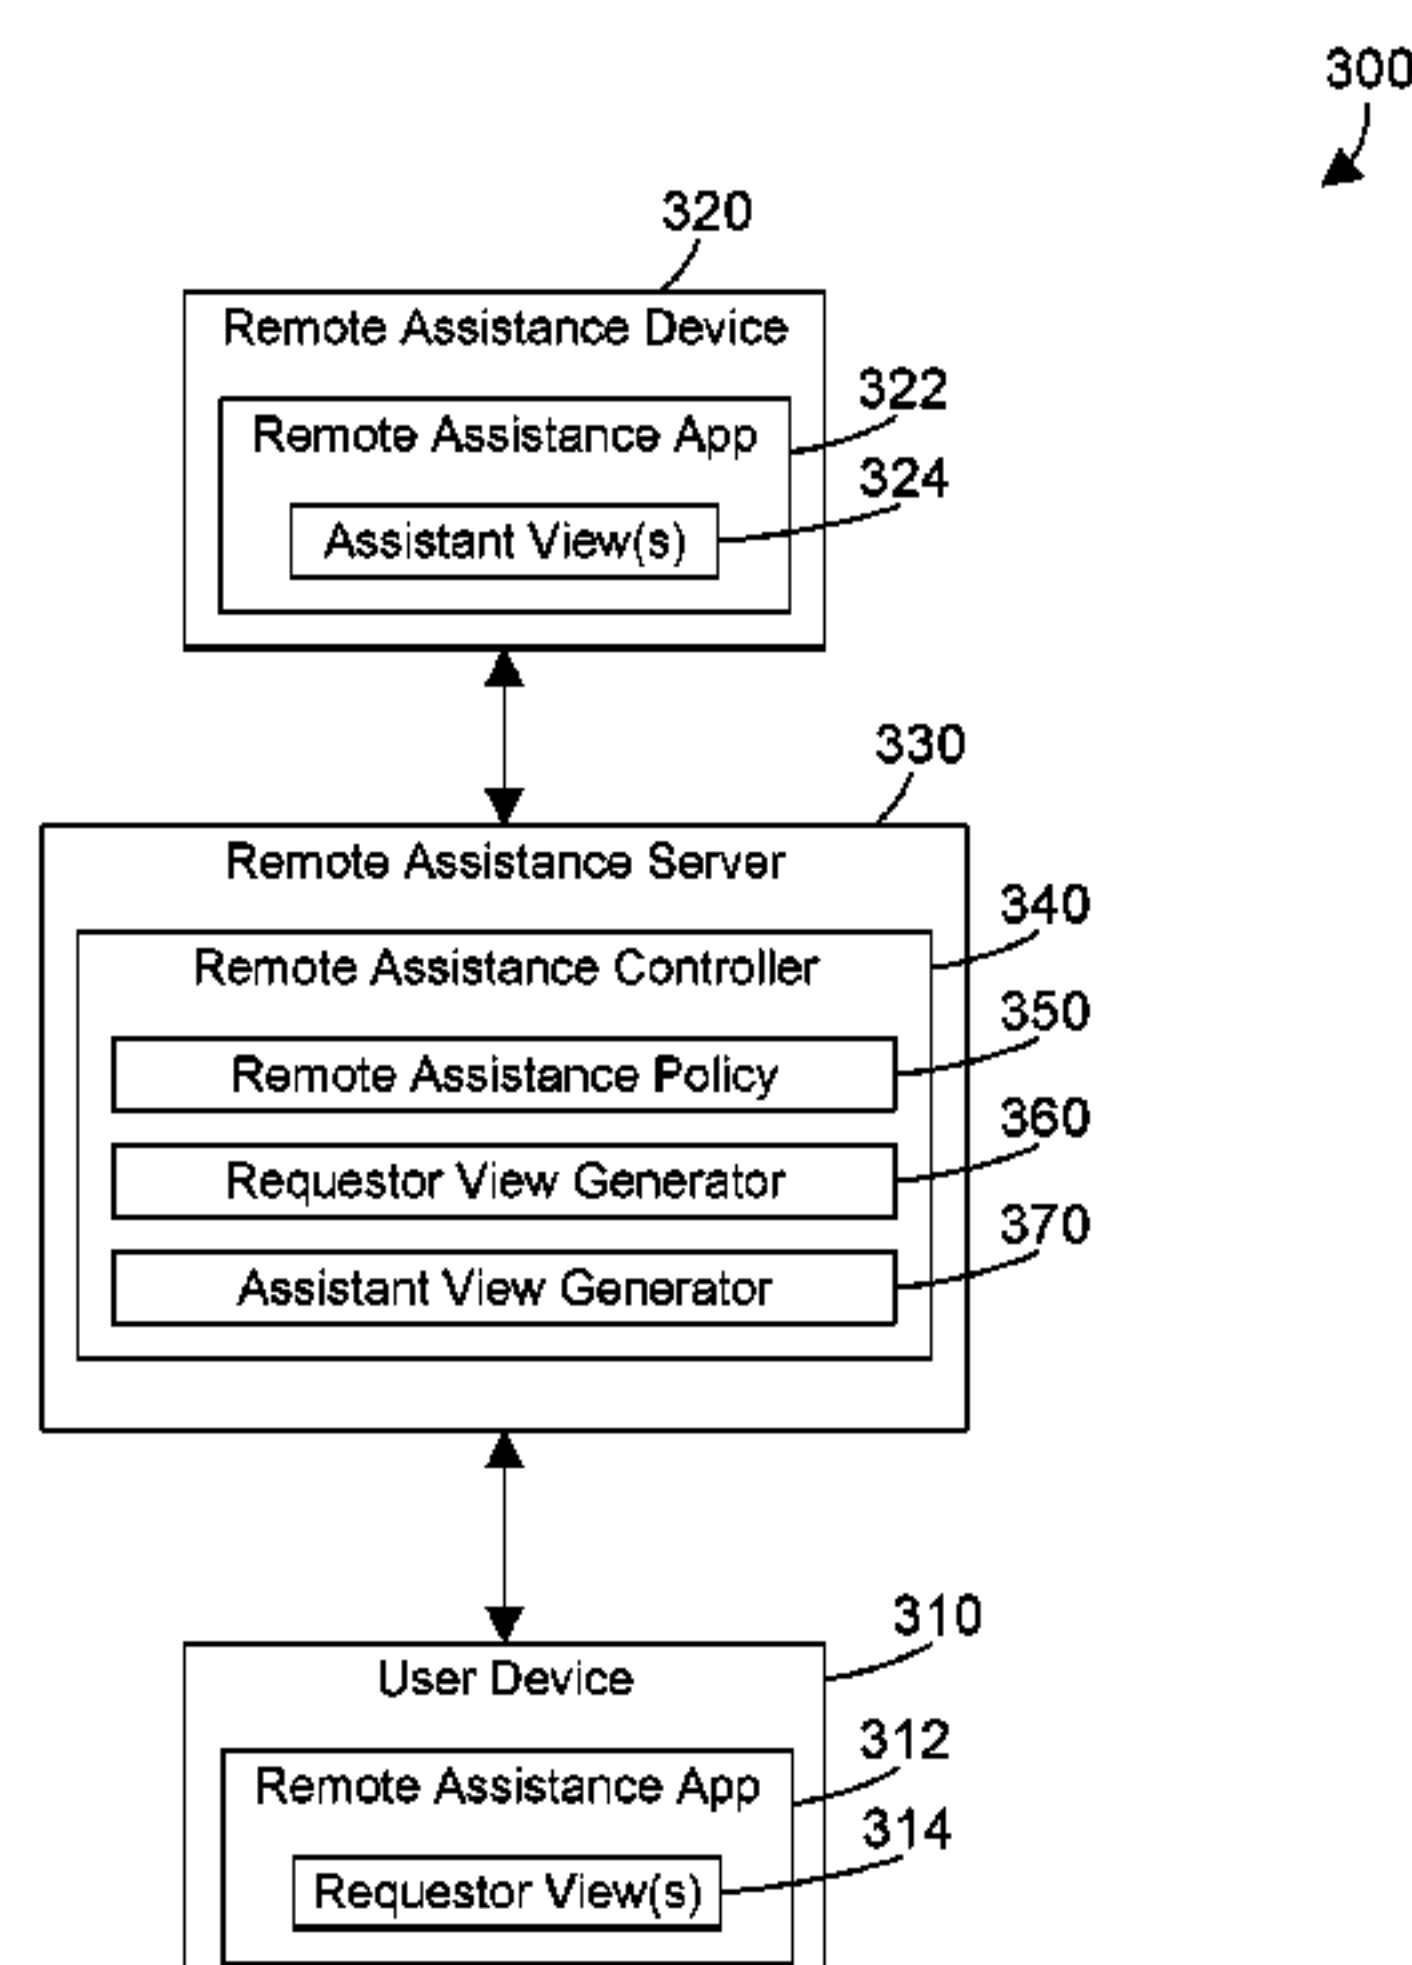 300
320
Remote Assistance Device
322
Remote Assistance App
324
Assistant View(s)
330
Remote Assistance Server
340
Remote Assistance Controller
350
Remote Assistance Policy
360
Requestor View Generator
370
Assistant View Generator
310
User Device
312
Remote Assistance App
314
Requestor View(s)